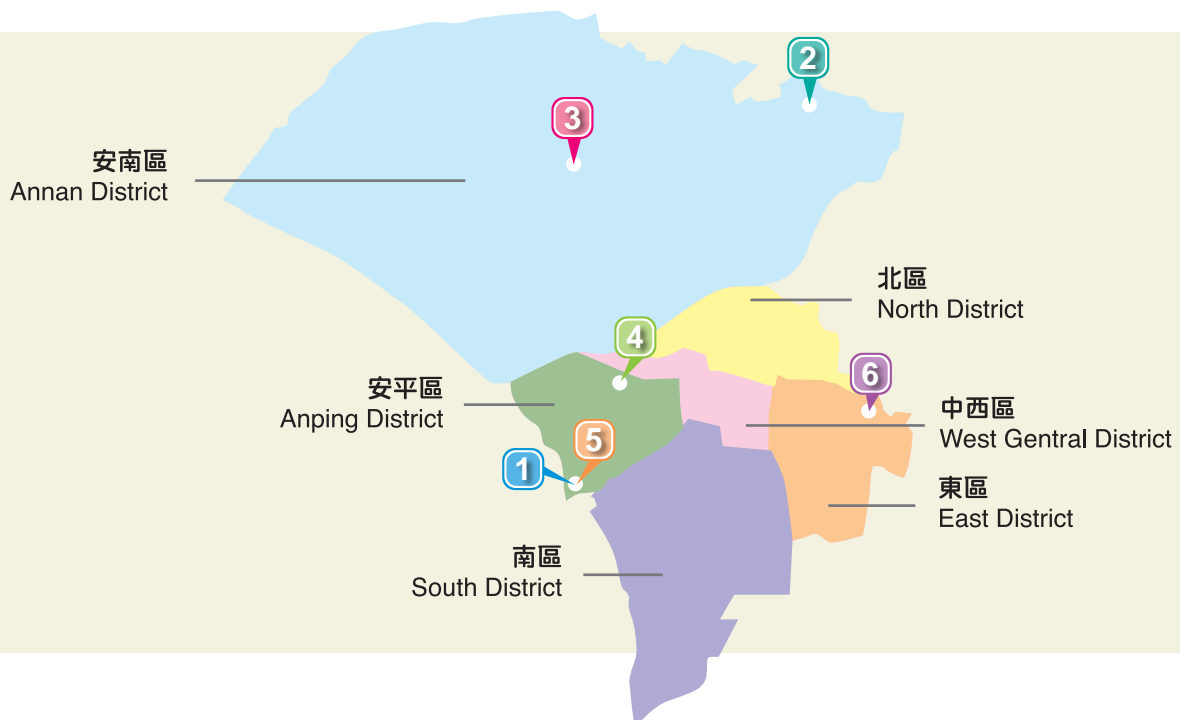 2
3
安南區
Annan District
北區
North District
4
6
安平區
Anping District
中西區
West Gentral District
5
1
東區
East District
南區
South District